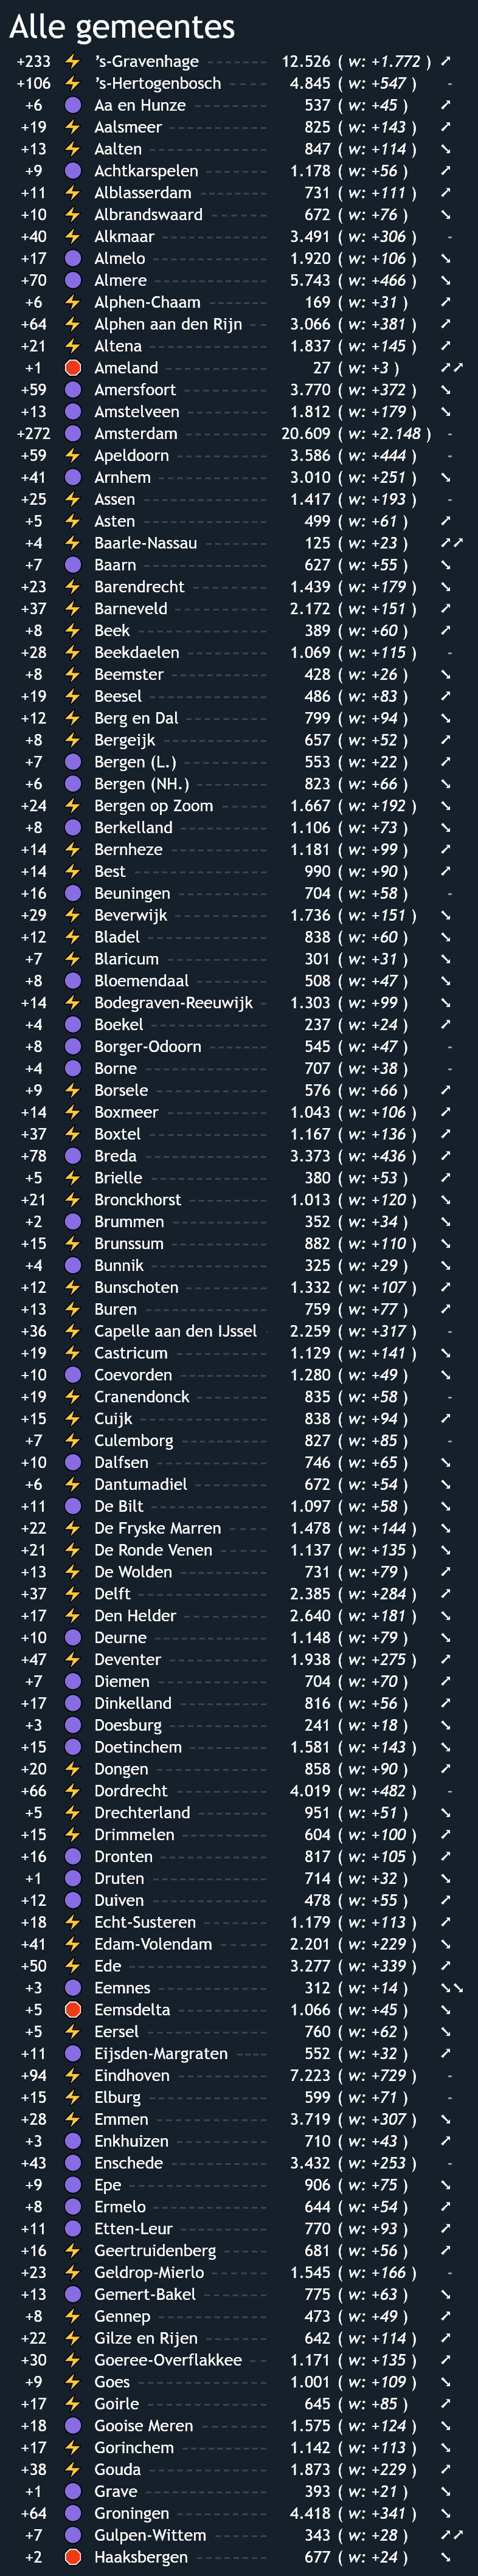 Alle gemeentes
+233 ’s-Gravenhage 12.526 ( w: +1.772 )
+106 ’s-Hertogenbosch 4.845 ( w: +547 ) -
+6 Aa en Hunze 537 ( w: +45 )
+19 Aalsmeer 825 ( w: +143 )
+13 Aalten 847 ( w: +114 )
+9 Achtkarspelen 1.178 ( w: +56 )
+11 Alblasserdam 731 ( w: +111 )
+10 Albrandswaard 672 ( w: +76 )
+40 Alkmaar 3.491 ( w: +306 ) -
+17 Almelo 1.920 ( w: +106 )
+70 Almere 5.743 ( w: +466 )
+6 Alphen-Chaam 169 ( w: +31 )
+64 Alphen aan den Rijn 3.066 ( w: +381 )
+21 Altena 1.837 ( w: +145 )
+1 Ameland 27 ( w: +3 )
+59 Amersfoort 3.770 ( w: +372 )
+13 Amstelveen 1.812 ( w: +179 )
+272 Amsterdam 20.609 ( w: +2.148 ) -
+59 Apeldoorn 3.586 ( w: +444 ) -
+41 Arnhem 3.010 ( w: +251 )
+25 Assen 1.417 ( w: +193 ) -
+5 Asten 499 ( w: +61 )
+4 Baarle-Nassau 125 ( w: +23 )
+7 Baarn 627 ( w: +55 )
+23 Barendrecht 1.439 ( w: +179 )
+37 Barneveld 2.172 ( w: +151 )
+8 Beek 389 ( w: +60 )
+28 Beekdaelen 1.069 ( w: +115 ) -
+8 Beemster 428 ( w: +26 )
+19 Beesel 486 ( w: +83 )
+12 Berg en Dal 799 ( w: +94 )
+8 Bergeijk 657 ( w: +52 )
+7 Bergen (L.) 553 ( w: +22 )
+6 Bergen (NH.) 823 ( w: +66 )
+24 Bergen op Zoom 1.667 ( w: +192 )
+8 Berkelland 1.106 ( w: +73 )
+14 Bernheze 1.181 ( w: +99 )
+14 Best 990 ( w: +90 )
+16 Beuningen 704 ( w: +58 ) -
+29 Beverwijk 1.736 ( w: +151 )
+12 Bladel 838 ( w: +60 )
+7 Blaricum 301 ( w: +31 )
+8 Bloemendaal 508 ( w: +47 )
+14 Bodegraven-Reeuwijk 1.303 ( w: +99 )
+4 Boekel 237 ( w: +24 )
+8 Borger-Odoorn 545 ( w: +47 ) -
+4 Borne 707 ( w: +38 ) -
+9 Borsele 576 ( w: +66 )
+14 Boxmeer 1.043 ( w: +106 )
+37 Boxtel 1.167 ( w: +136 )
+78 Breda 3.373 ( w: +436 )
+5 Brielle 380 ( w: +53 )
+21 Bronckhorst 1.013 ( w: +120 )
+2 Brummen 352 ( w: +34 )
+15 Brunssum 882 ( w: +110 )
+4 Bunnik 325 ( w: +29 )
+12 Bunschoten 1.332 ( w: +107 )
+13 Buren 759 ( w: +77 )
+36 Capelle aan den IJssel 2.259 ( w: +317 ) -
+19 Castricum 1.129 ( w: +141 )
+10 Coevorden 1.280 ( w: +49 )
+19 Cranendonck 835 ( w: +58 ) -
+15 Cuijk 838 ( w: +94 )
+7 Culemborg 827 ( w: +85 ) -
+10 Dalfsen 746 ( w: +65 )
+6 Dantumadiel 672 ( w: +54 )
+11 De Bilt 1.097 ( w: +58 )
+22 De Fryske Marren 1.478 ( w: +144 )
+21 De Ronde Venen 1.137 ( w: +135 )
+13 De Wolden 731 ( w: +79 )
+37 Delft 2.385 ( w: +284 )
+17 Den Helder 2.640 ( w: +181 )
+10 Deurne 1.148 ( w: +79 )
+47 Deventer 1.938 ( w: +275 )
+7 Diemen 704 ( w: +70 )
+17 Dinkelland 816 ( w: +56 )
+3 Doesburg 241 ( w: +18 )
+15 Doetinchem 1.581 ( w: +143 )
+20 Dongen 858 ( w: +90 )
+66 Dordrecht 4.019 ( w: +482 ) -
+5 Drechterland 951 ( w: +51 )
+15 Drimmelen 604 ( w: +100 )
+16 Dronten 817 ( w: +105 )
+1 Druten 714 ( w: +32 )
+12 Duiven 478 ( w: +55 )
+18 Echt-Susteren 1.179 ( w: +113 )
+41 Edam-Volendam 2.201 ( w: +229 )
+50 Ede 3.277 ( w: +339 )
+3 Eemnes 312 ( w: +14 )
+5 Eemsdelta 1.066 ( w: +45 )
+5 Eersel 760 ( w: +62 )
+11 Eijsden-Margraten 552 ( w: +32 )
+94 Eindhoven 7.223 ( w: +729 ) -
+15 Elburg 599 ( w: +71 ) -
+28 Emmen 3.719 ( w: +307 )
+3 Enkhuizen 710 ( w: +43 )
+43 Enschede 3.432 ( w: +253 ) -
+9 Epe 906 ( w: +75 )
+8 Ermelo 644 ( w: +54 )
+11 Etten-Leur 770 ( w: +93 )
+16 Geertruidenberg 681 ( w: +56 )
+23 Geldrop-Mierlo 1.545 ( w: +166 ) -
+13 Gemert-Bakel 775 ( w: +63 )
+8 Gennep 473 ( w: +49 )
+22 Gilze en Rijen 642 ( w: +114 )
+30 Goeree-Overflakkee 1.171 ( w: +135 )
+9 Goes 1.001 ( w: +109 )
+17 Goirle 645 ( w: +85 )
+18 Gooise Meren 1.575 ( w: +124 )
+17 Gorinchem 1.142 ( w: +113 )
+38 Gouda 1.873 ( w: +229 )
+1 Grave 393 ( w: +21 )
+64 Groningen 4.418 ( w: +341 )
+7 Gulpen-Wittem 343 ( w: +28 )
+2 Haaksbergen 677 ( w: +24 )